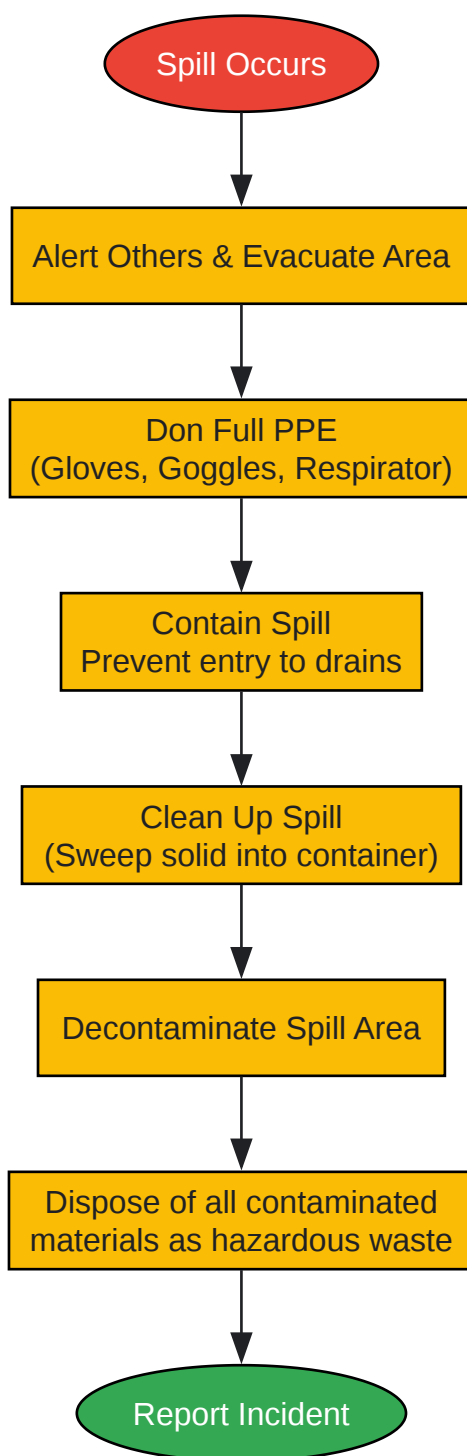 Spill Occurs
Alert Others & Evacuate Area
Don Full PPE
(Gloves, Goggles, Respirator)
Contain Spill
Prevent entry to drains
Clean Up Spill
(Sweep solid into container)
Decontaminate Spill Area
Dispose of all contaminated
materials as hazardous waste
Report Incident